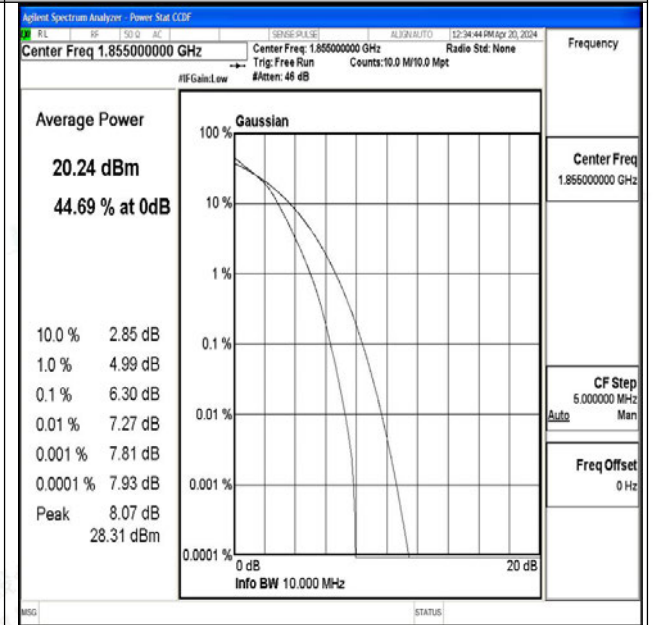 Agilent Spectrum Analyzer - Power Stat CCDF
RL RF 50 Ω AC SENSE:PULSE ALIGN AUTO 12:34:44 PM Apr 20, 2024
Center Freq 1.855000000 GHz
Center Freq: 1.855000000 GHz Radio Std: None
Trig: Free Run Counts:10.0 M/10.0 Mpt
#IFGain:Low #Atten: 46 dB
Frequency
Average Power
20.24 dBm
44.69 % at 0dB
10.0 % 2.85 dB
1.0 % 4.99 dB
0.1 % 6.30 dB
0.01 % 7.27 dB
0.001 % 7.81 dB
0.0001 % 7.93 dB
Peak 8.07 dB
28.31 dBm
Gaussian
100 %
10 %
1 %
0.1 %
0.01 %
0.001 %
0.0001 %
0 dB 20 dB
Info BW 10.000 MHz
Center Freq
1.855000000 GHz
CF Step
5.000000 MHz
Auto Man
Freq Offset
0 Hz
MSG STATUS